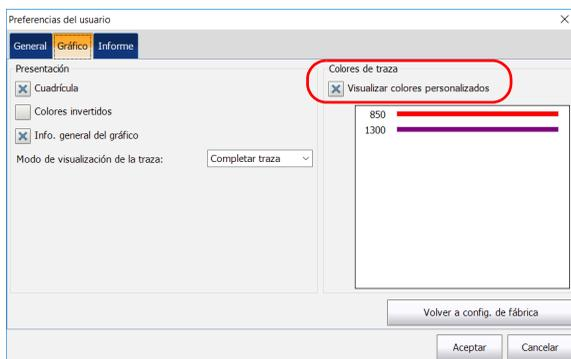 Preferencias del usuario
General Gráfico Informe
Presentación
Cuadrícula
Colores invertidos
Info. general del gráfico
Modo de visualización de la traza: Completar traza
Colores de traza
Visualizar colores personalizados
850
1300
Volver a config. de fábrica
Aceptar Cancelar